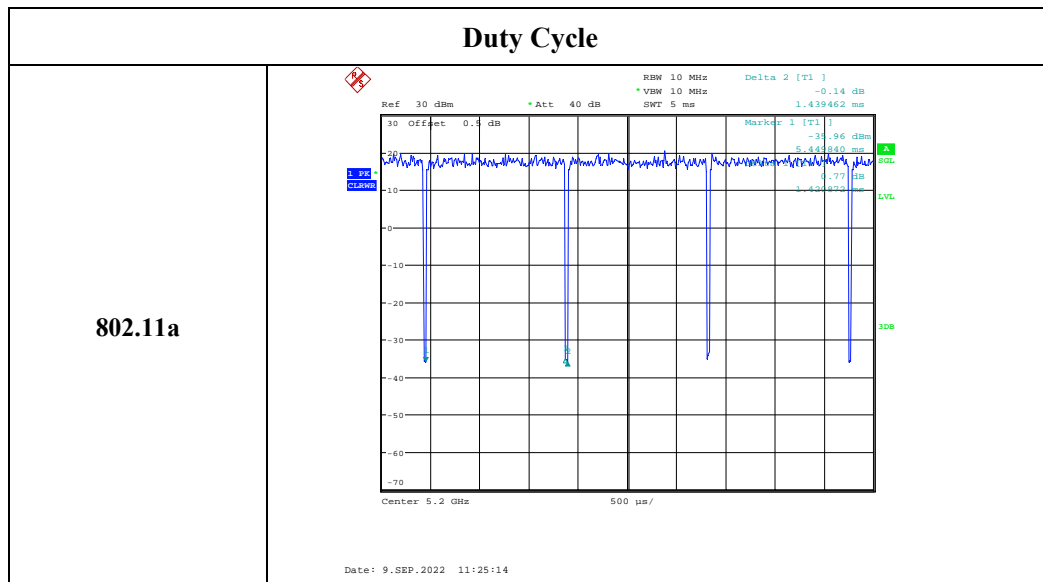 Duty Cycle
802.11a
R S
RBW 10 MHz Delta 2 [T1 ]
* VBW 10 MHz -0.14 dB
Ref 30 dBm * Att 40 dB SWT 5 ms 1.439462 ms
30 Offset 0.5 dB Marker 1 [T1 ]
-35.96 dBm
5.449840 ms
20
0.77 dB
ms
A
SGL
1 PK *
CLRWR
10
LVL
0
-10
-20
3DB
-30
1
2
-40
-50
-60
-70
Center 5.2 GHz 500 µs/
Date: 9.SEP.2022 11:25:14